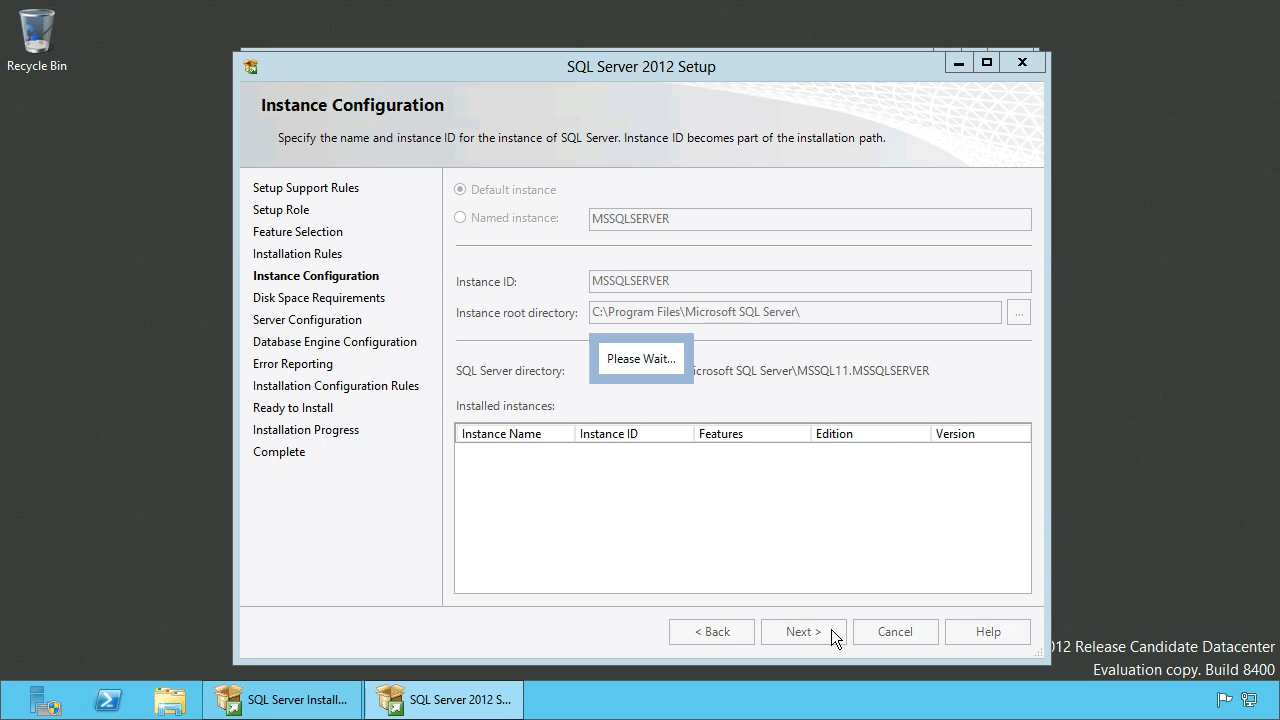 Recycle Bin
SQL Server 2012 Setup
Instance Configuration
Specify the name and instance ID for the instance of SQL Server. Instance ID becomes part of the installation path.
Setup Support Rules
Setup Role
Feature Selection
Installation Rules
Instance Configuration
Disk Space Requirements
Server Configuration
Database Engine Configuration
Error Reporting
Installation Configuration Rules
Ready to Install
Installation Progress
Complete
Default instance
Named instance: MSSQLSERVER
Instance ID: MSSQLSERVER
Instance root directory: C:\Program Files\Microsoft SQL Server\ ...
Please Wait...
SQL Server directory: icrosoft SQL Server\MSSQL11.MSSQLSERVER
Installed instances:
Instance Name Instance ID Features Edition Version
< Back Next > Cancel Help
012 Release Candidate Datacenter
Evaluation copy. Build 8400
SQL Server Install... SQL Server 2012 S...